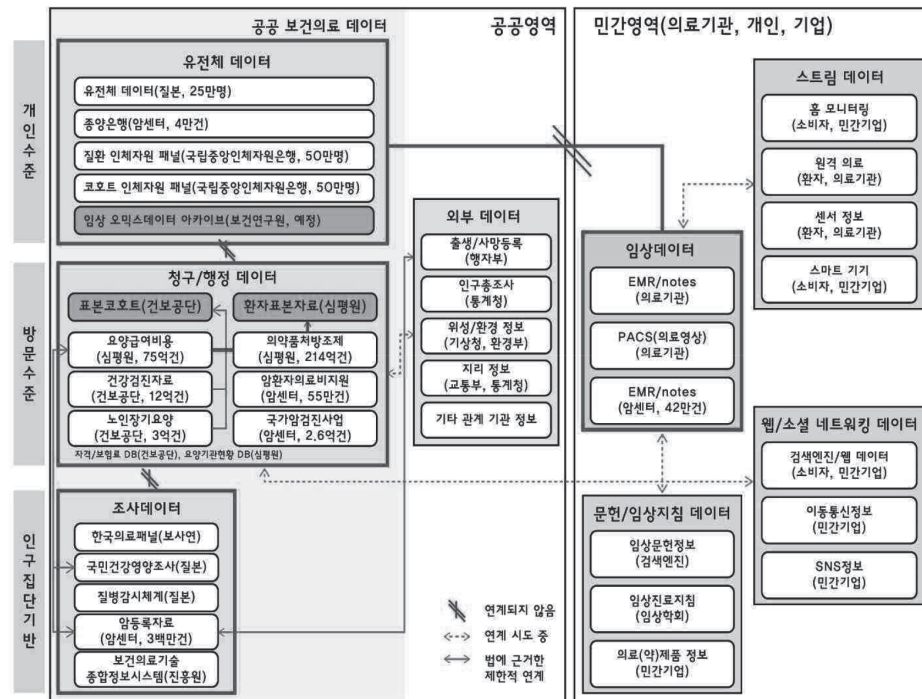 공공 보건의료 데이터
공공영역
민간영역(의료기관, 개인, 기업)
개인수준
방문수준
인구집단기반
유전체 데이터
유전체 데이터(질본, 25만명)
종양은행(암센터, 4만건)
질환 인체자원 패널(국립중앙인체자원은행, 50만명)
코호트 인체자원 패널(국립중앙인체자원은행, 50만명)
임상 오믹스데이터 아카이브(보건연구원, 예정)
청구/행정 데이터
표본코호트(건보공단)
환자표본자료(심평원)
요양급여비용
(심평원, 75억건)
의약품처방조제
(심평원, 214억건)
건강검진자료
(건보공단, 12억건)
암환자의료비지원
(암센터, 55만건)
노인장기요양
(건보공단, 3억건)
국가암검진사업
(암센터, 2.6억건)
자격/보험료 DB(건보공단), 요양기관현황 DB(심평원)
조사데이터
한국의료패널(보사연)
국민건강영양조사(질본)
질병감시체계(질본)
암등록자료
(암센터, 3백만건)
보건의료기술
종합정보시스템(진흥원)
외부 데이터
출생/사망등록
(행자부)
인구총조사
(통계청)
위성/환경 정보
(기상청, 환경부)
지리 정보
(교통부, 통계청)
기타 관계 기관 정보
연계되지 않음
연계 시도 중
법에 근거한
제한적 연계
임상데이터
EMR/notes
(의료기관)
PACS(의료영상)
(의료기관)
EMR/notes
(암센터, 42만건)
문헌/임상지침 데이터
임상문헌정보
(검색엔진)
임상진료지침
(임상학회)
의료(약)제품 정보
(민간기업)
스트림 데이터
홈 모니터링
(소비자, 민간기업)
원격 의료
(환자, 의료기관)
센서 정보
(환자, 의료기관)
스마트 기기
(소비자, 민간기업)
웹/소셜 네트워킹 데이터
검색엔진/웹 데이터
(소비자, 민간기업)
이동통신정보
(민간기업)
SNS정보
(민간기업)